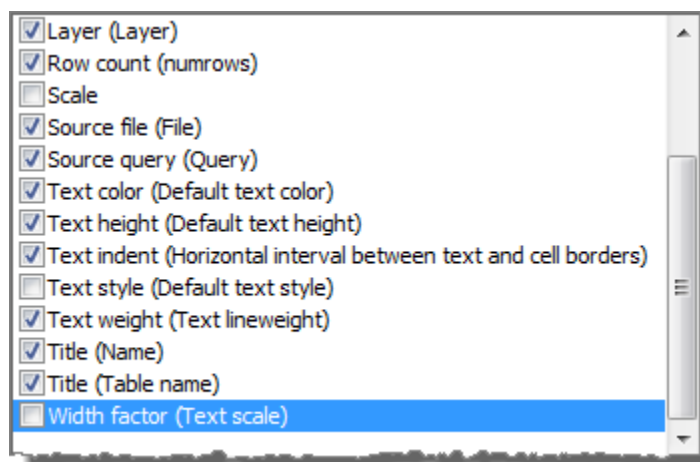 Layer (Layer)
Row count (numrows)
Scale
Source file (File)
Source query (Query)
Text color (Default text color)
Text height (Default text height)
Text indent (Horizontal interval between text and cell borders)
Text style (Default text style)
Text weight (Text lineweight)
Title (Name)
Title (Table name)
Width factor (Text scale)